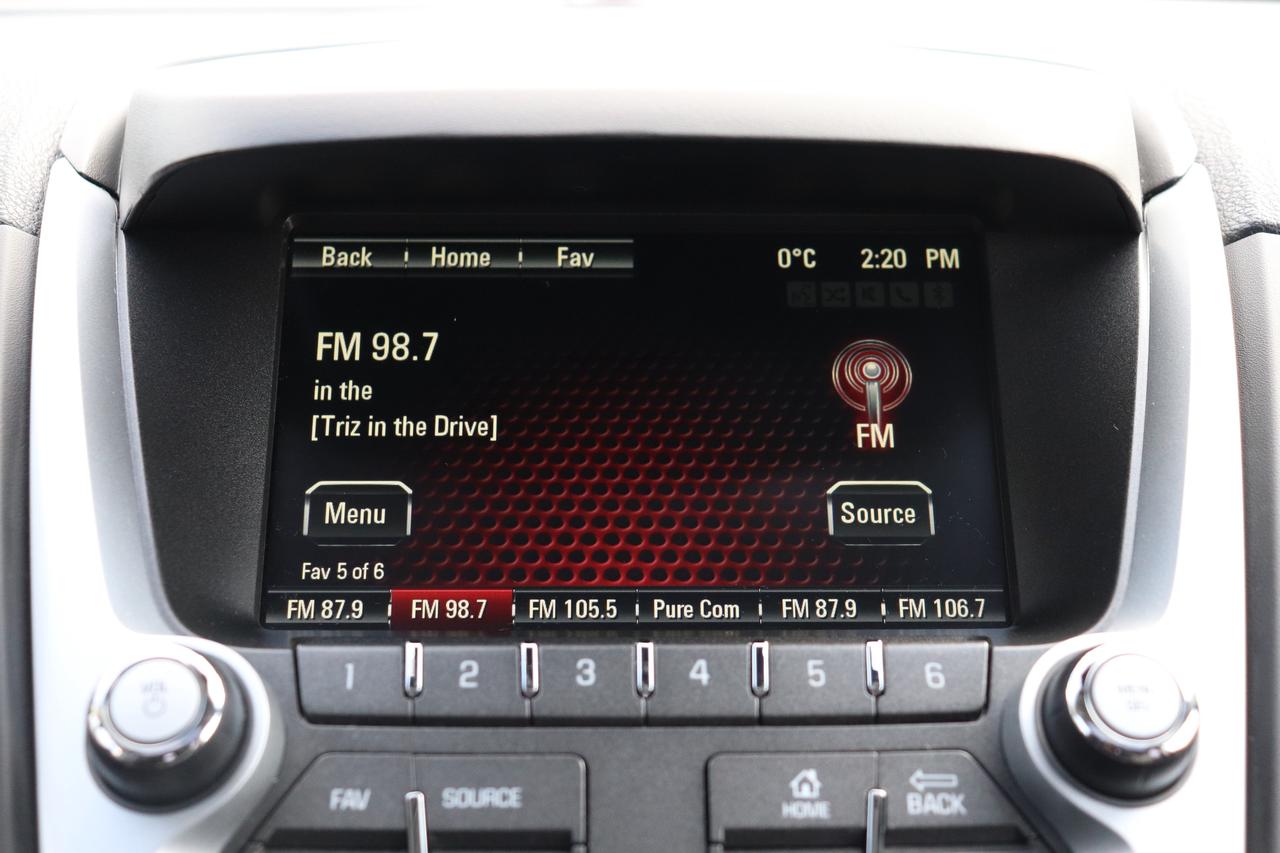 Back Home Fav 0°C 2:20 PM
FM 98.7
in the
[Triz in the Drive]
FM
Menu Source
Fav 5 of 6
FM 87.9 FM 98.7 FM 105.5 Pure Com FM 87.9 FM 106.7
1 2 3 4 5 6
VOL
FAV SOURCE HOME BACK